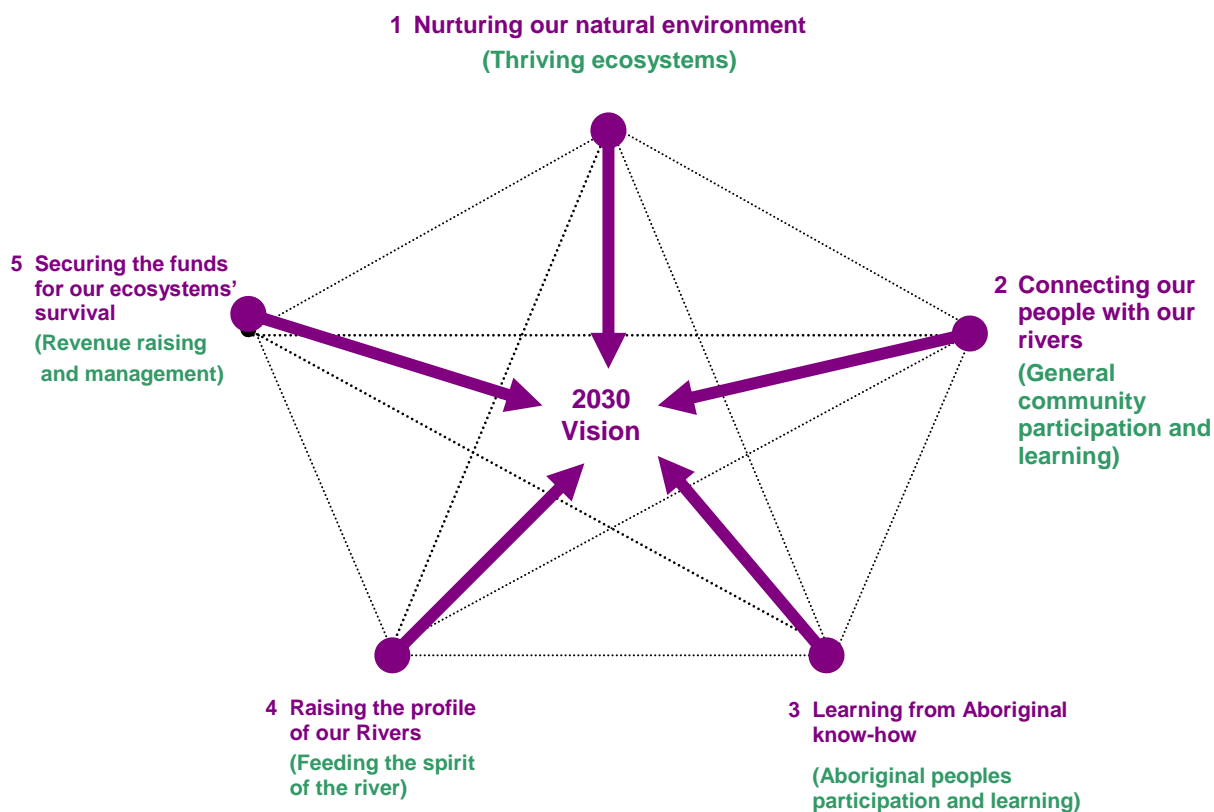 1 Nurturing our natural environment
(Thriving ecosystems)
5 Securing the funds
for our ecosystems'
survival
(Revenue raising
and management)
2 Connecting our
people with our
rivers
(General
community
participation and
learning)
2030
Vision
4 Raising the profile
of our Rivers
(Feeding the spirit
of the river)
3 Learning from Aboriginal
know-how
(Aboriginal peoples
participation and learning)